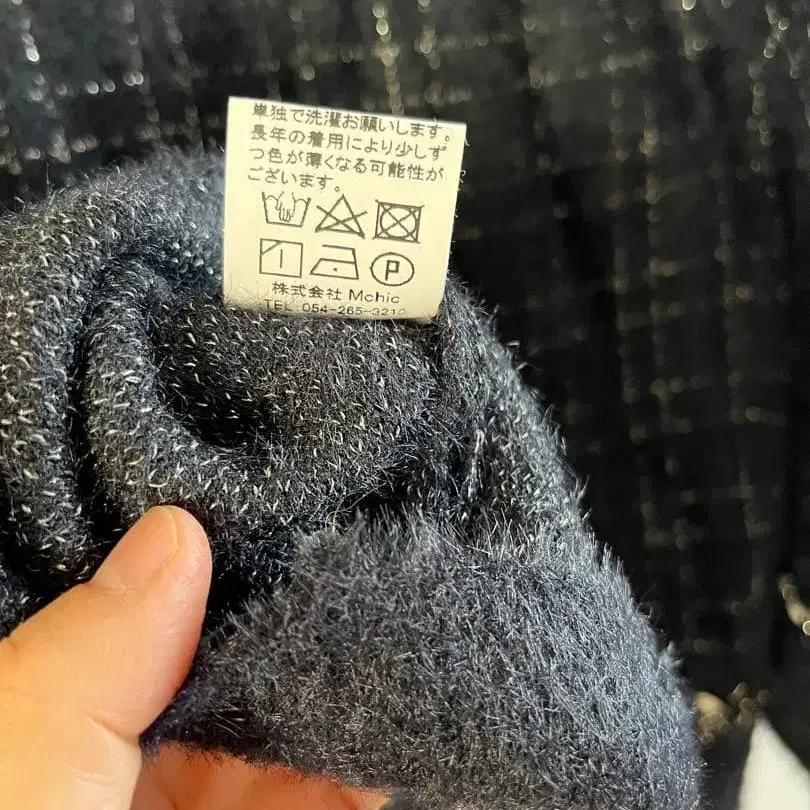 単独で洗濯お願いします。
長年の着用により少しず
つ色が薄くなる可能性が
ございます。
P
株式会社 Mchic
TEL:054-265-3210